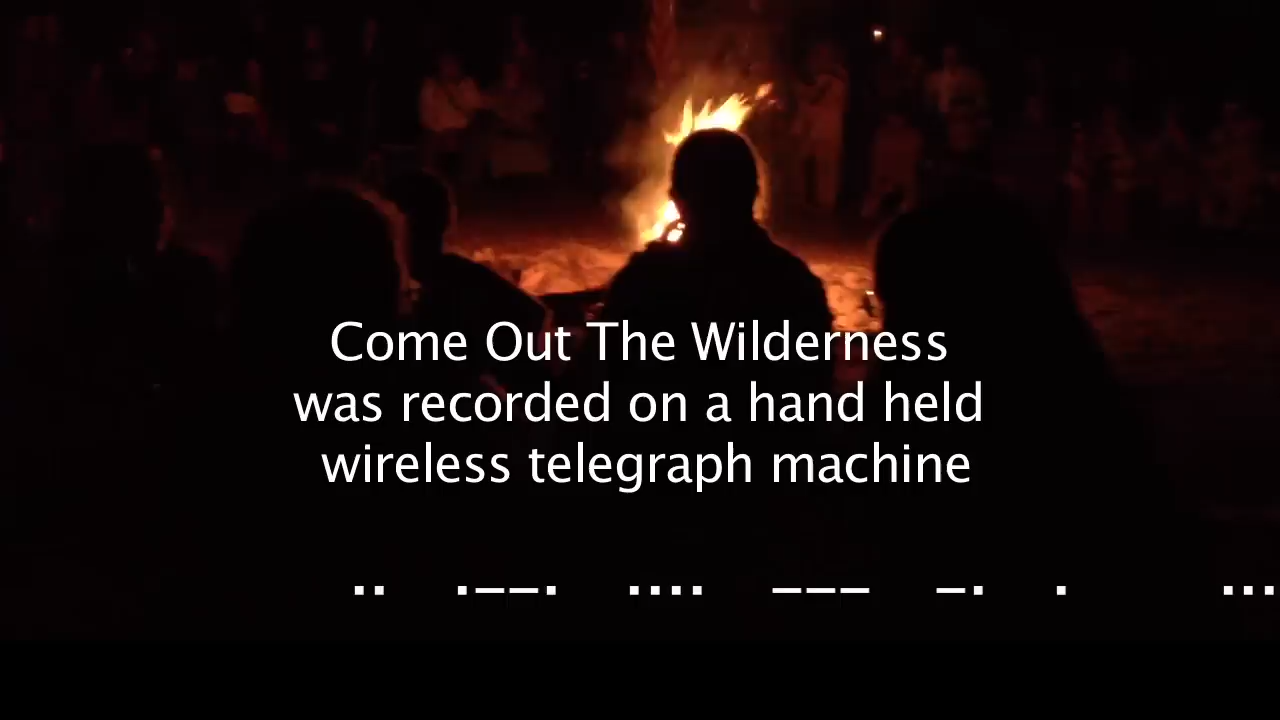 Come Out The Wilderness
was recorded on a hand held
wireless telegraph machine
.. .––. .... ––– –. . ...